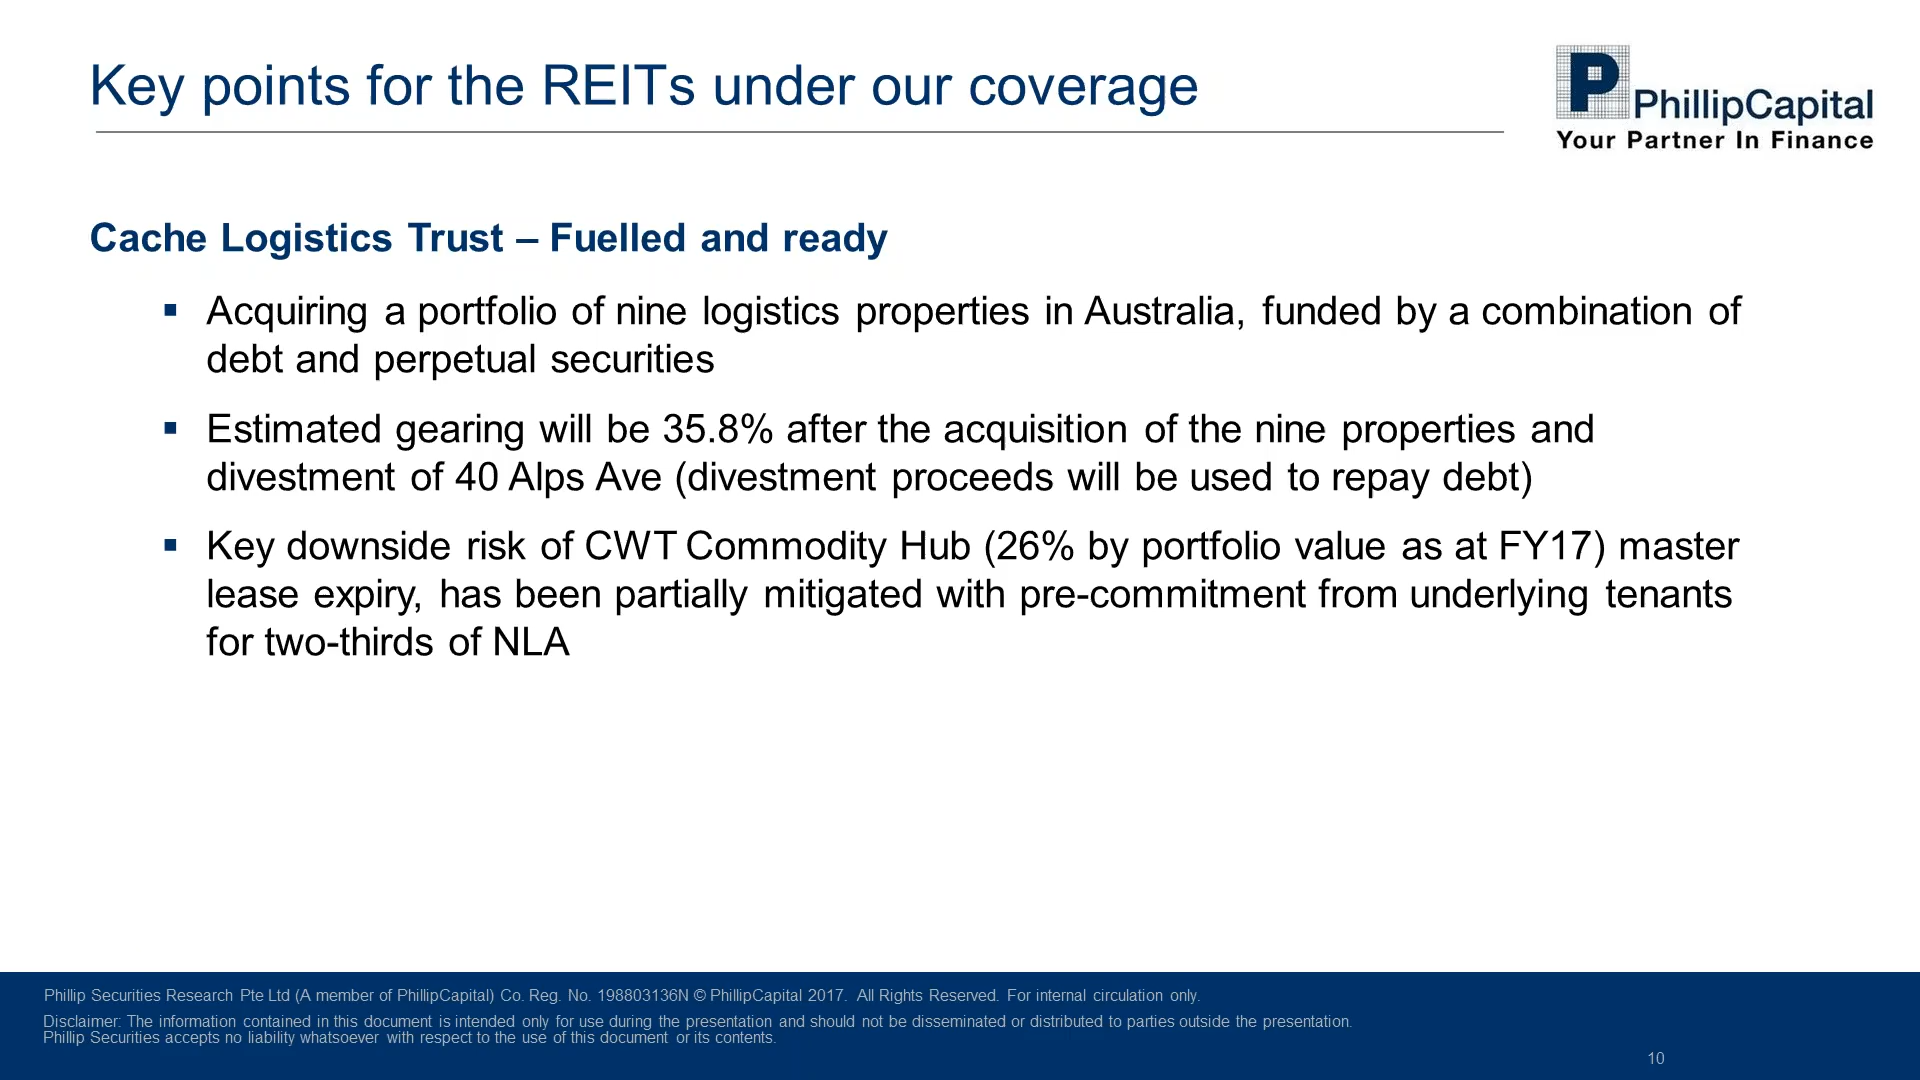 Key points for the REITs under our coverage
P
PhillipCapital
Your Partner In Finance
Cache Logistics Trust – Fuelled and ready
▪ Acquiring a portfolio of nine logistics properties in Australia, funded by a combination of
debt and perpetual securities
▪ Estimated gearing will be 35.8% after the acquisition of the nine properties and
divestment of 40 Alps Ave (divestment proceeds will be used to repay debt)
▪ Key downside risk of CWT Commodity Hub (26% by portfolio value as at FY17) master
lease expiry, has been partially mitigated with pre-commitment from underlying tenants
for two-thirds of NLA
Phillip Securities Research Pte Ltd (A member of PhillipCapital) Co. Reg. No. 198803136N © PhillipCapital 2017. All Rights Reserved. For internal circulation only.
Disclaimer: The information contained in this document is intended only for use during the presentation and should not be disseminated or distributed to parties outside the presentation.
Phillip Securities accepts no liability whatsoever with respect to the use of this document or its contents.
10